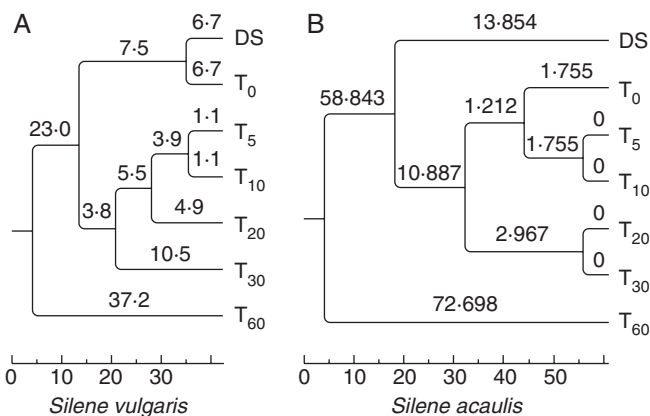 A
6·7
7·5
DS
6·7
T0
23·0
1·1
3·9
T5
1·1
5·5
T10
3·8
4·9
T20
10·5
T30
37·2
T60
0 10 20 30
Silene vulgaris
B
13·854
DS
1·755
T0
58·843
1·212
0
T5
1·755
0
10·887
T10
0
T20
2·967
0
T30
72·698
T60
0 10 20 30 40 50
Silene acaulis